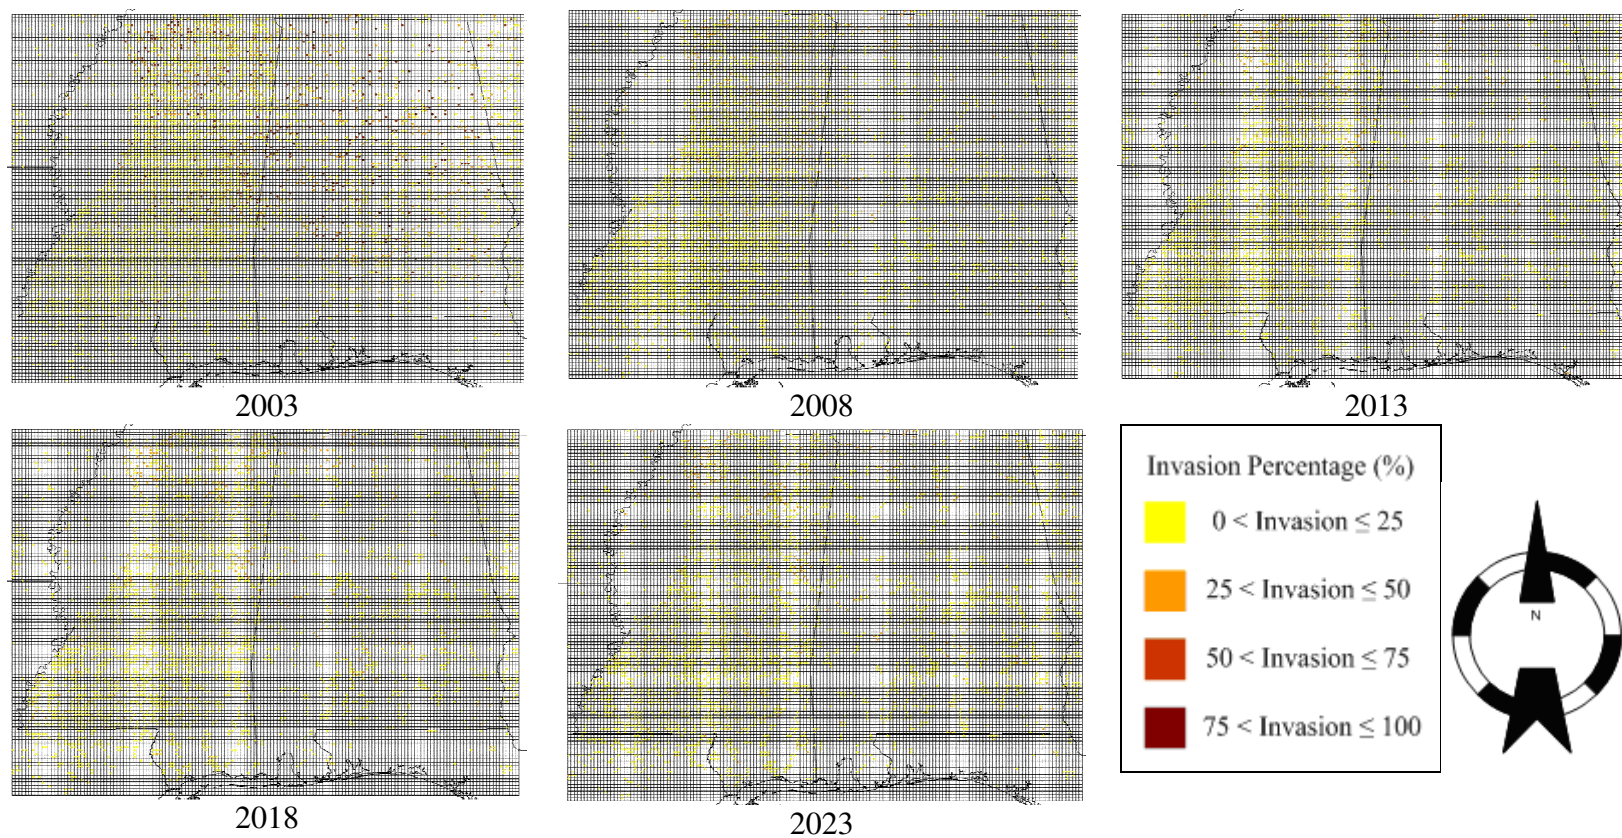 2003
2008
2013
2018
2023
Invasion Percentage (%)
0 < Invasion ≤ 25
25 < Invasion ≤ 50
50 < Invasion ≤ 75
75 < Invasion ≤ 100
N